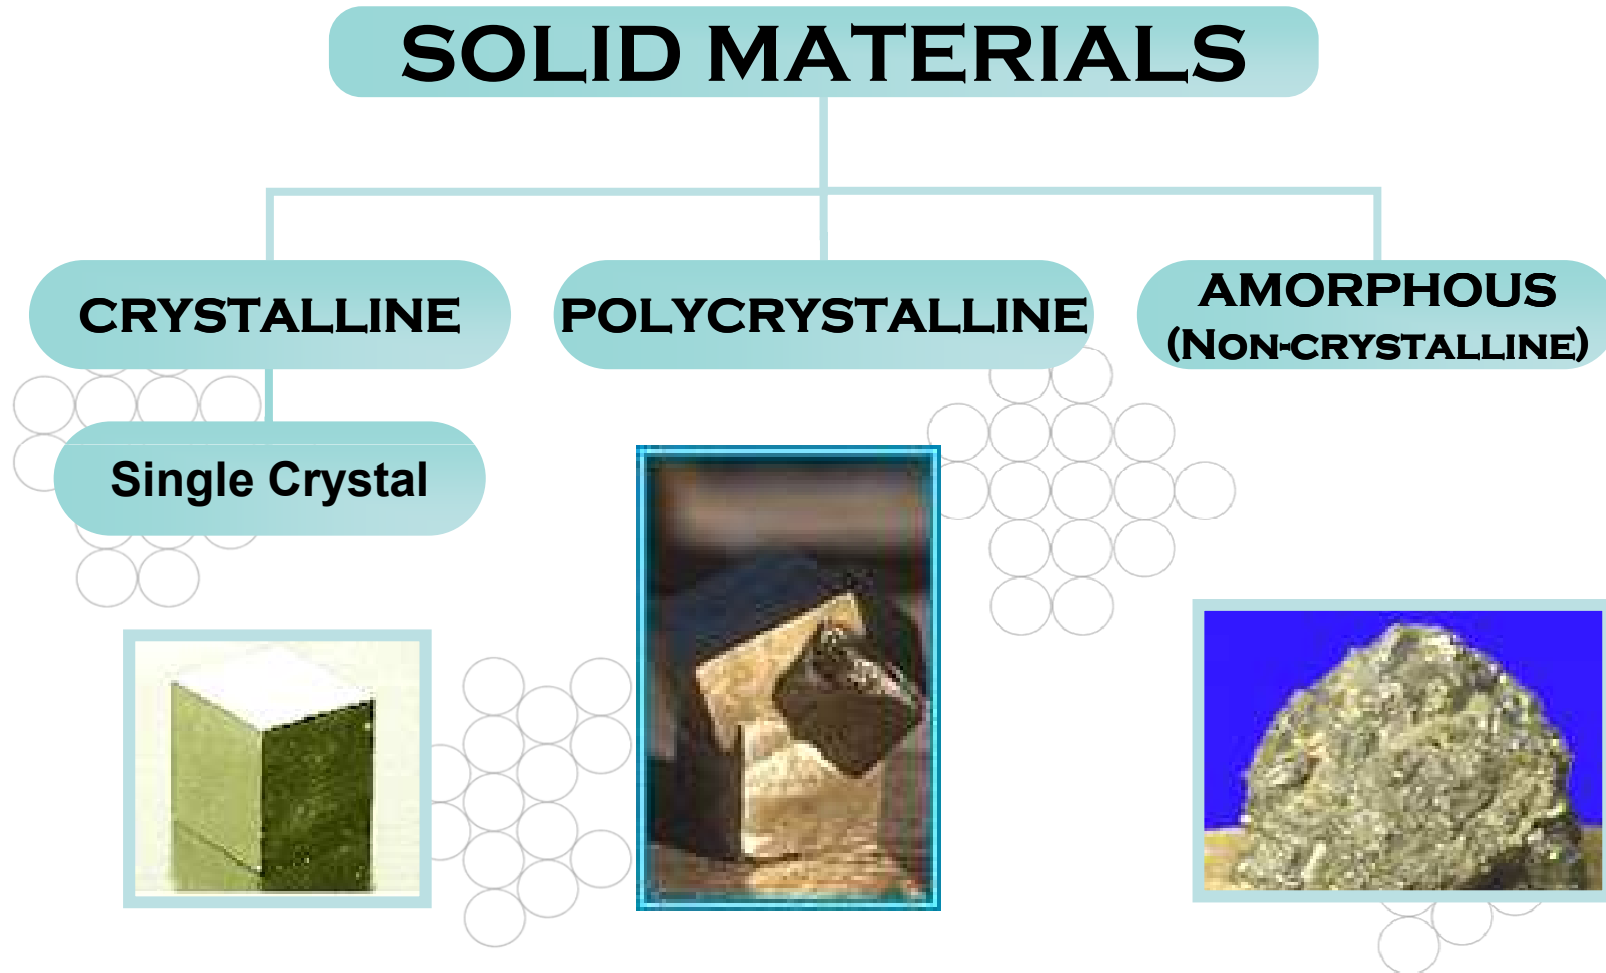 SOLID MATERIALS
CRYSTALLINE
POLYCRYSTALLINE
AMORPHOUS
(NON-CRYSTALLINE)
Single Crystal